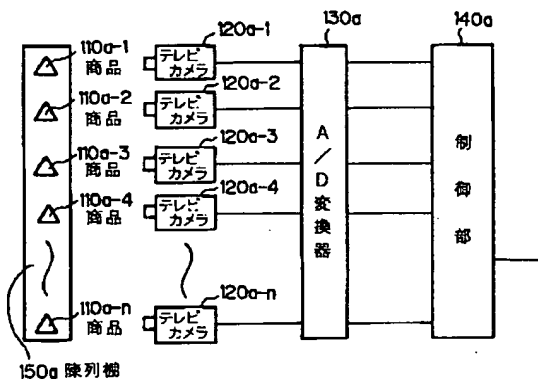 110a-1
商品
110a-2
商品
110a-3
商品
110a-4
商品
110a-n
商品
150a 陳列棚
120a-1
テレビ
カメラ
120a-2
テレビ
カメラ
120a-3
テレビ
カメラ
120a-4
テレビ
カメラ
120a-n
テレビ
カメラ
130a
A/D変換器
140a
制御部